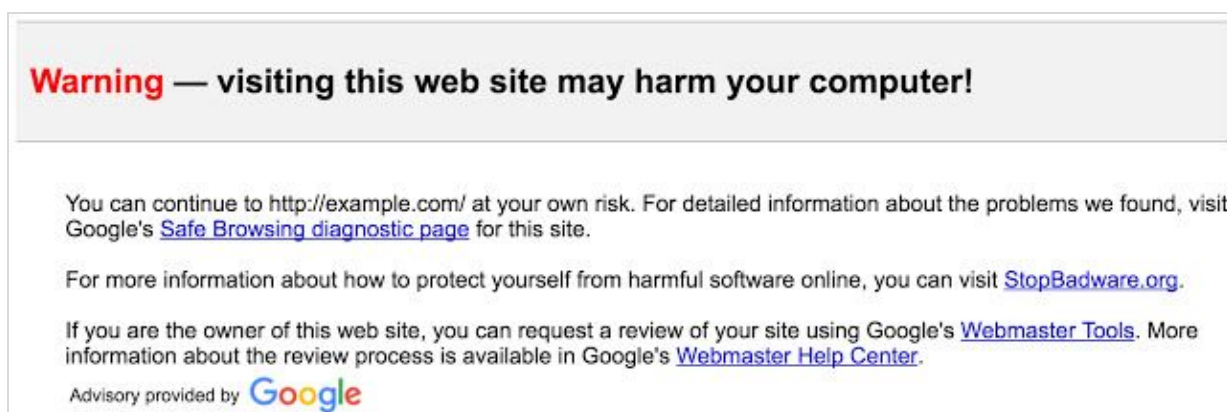 Warning — visiting this web site may harm your computer!
You can continue to http://example.com/ at your own risk. For detailed information about the problems we found, visit
Google's Safe Browsing diagnostic page for this site.
For more information about how to protect yourself from harmful software online, you can visit StopBadware.org.
If you are the owner of this web site, you can request a review of your site using Google's Webmaster Tools. More
information about the review process is available in Google's Webmaster Help Center.
Advisory provided by Google